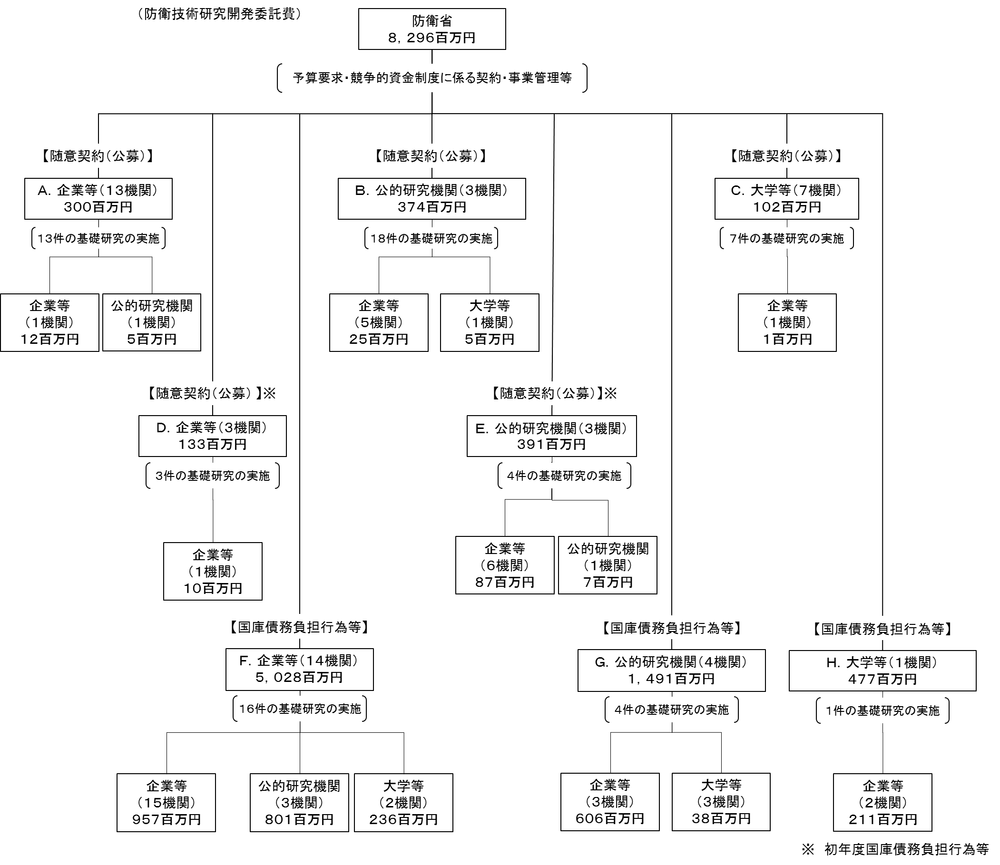 （防衛技術研究開発委託費）
防衛省
８，２９６百万円
予算要求・競争的資金制度に係る契約・事業管理等
【随意契約（公募）】
Ａ．企業等（１３機関）
３００百万円
１３件の基礎研究の実施
企業等
（１機関）
１２百万円
公的研究機関
（１機関）
５百万円
【随意契約（公募）】
Ｂ．公的研究機関（３機関）
３７４百万円
１８件の基礎研究の実施
企業等
（５機関）
２５百万円
大学等
（１機関）
５百万円
【随意契約（公募）】
Ｃ．大学等（７機関）
１０２百万円
７件の基礎研究の実施
企業等
（１機関）
１百万円
【随意契約（公募）】※
Ｄ．企業等（３機関）
１３３百万円
３件の基礎研究の実施
企業等
（１機関）
１０百万円
【随意契約（公募）】※
Ｅ．公的研究機関（３機関）
３９１百万円
４件の基礎研究の実施
企業等
（６機関）
８７百万円
公的研究機関
（１機関）
７百万円
【国庫債務負担行為等】
Ｆ．企業等（１４機関）
５，０２８百万円
１６件の基礎研究の実施
企業等
（１５機関）
９５７百万円
公的研究機関
（３機関）
８０１百万円
大学等
（２機関）
２３６百万円
【国庫債務負担行為等】
Ｇ．公的研究機関（４機関）
１，４９１百万円
４件の基礎研究の実施
企業等
（３機関）
６０６百万円
大学等
（３機関）
３８百万円
【国庫債務負担行為等】
Ｈ．大学等（１機関）
４７７百万円
１件の基礎研究の実施
企業等
（２機関）
２１１百万円
※　初年度国庫債務負担行為等